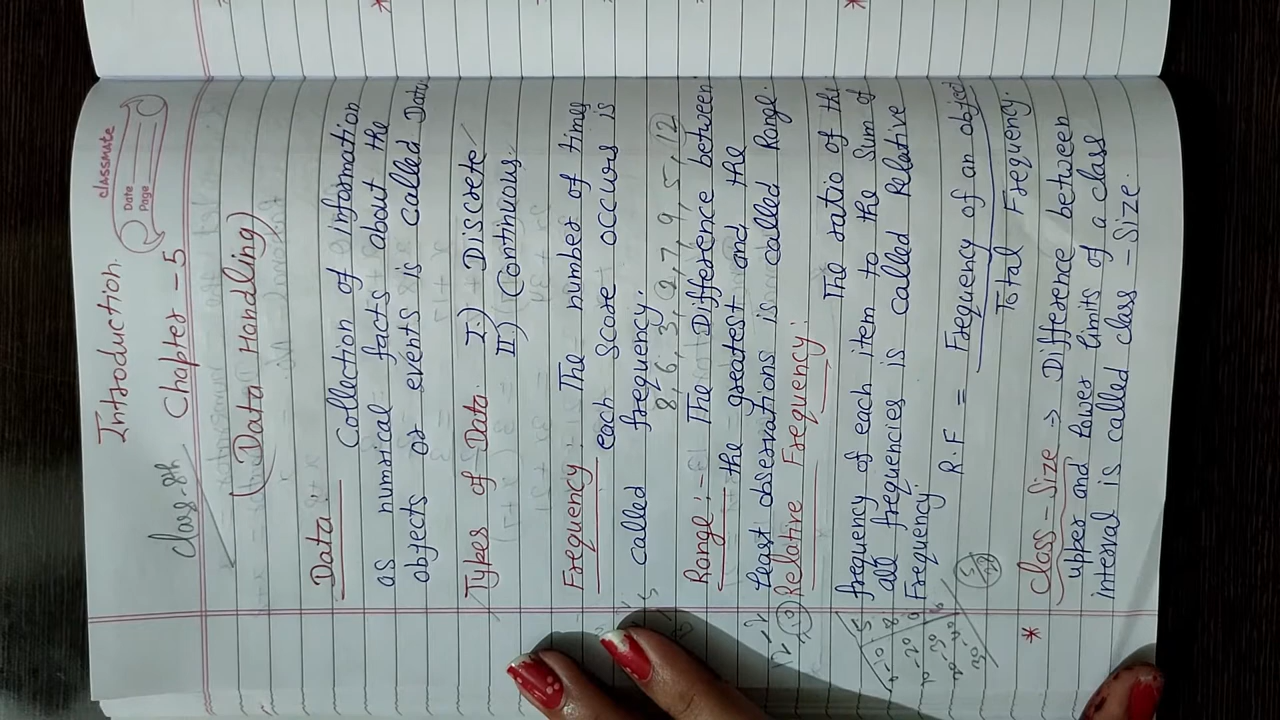 classmate
Date
Page
Introduction.
Class-8th
Chapter - 5
(Data Handling)
Data
Collection of information
as numrical facts about the
objects or events is called Data.
Types of Data. I.) Discrete
II) Continuous.
Frequency : The number of times
each Score occurs is
called frequency.
8, 6, 3, 2, 7, 9, 5, 12
Range :- The Difference between
the greatest and the
Least observations is called Range.
Relative Frequency:
The ratio of the
frequency of each item to the Sum of
all frequencies is called Relative
Frequency
R.F = Frequency of an object
Total Frequency.
* Class-Size => Difference between
upper and Lower Limits of a class
interval is called class-Size.